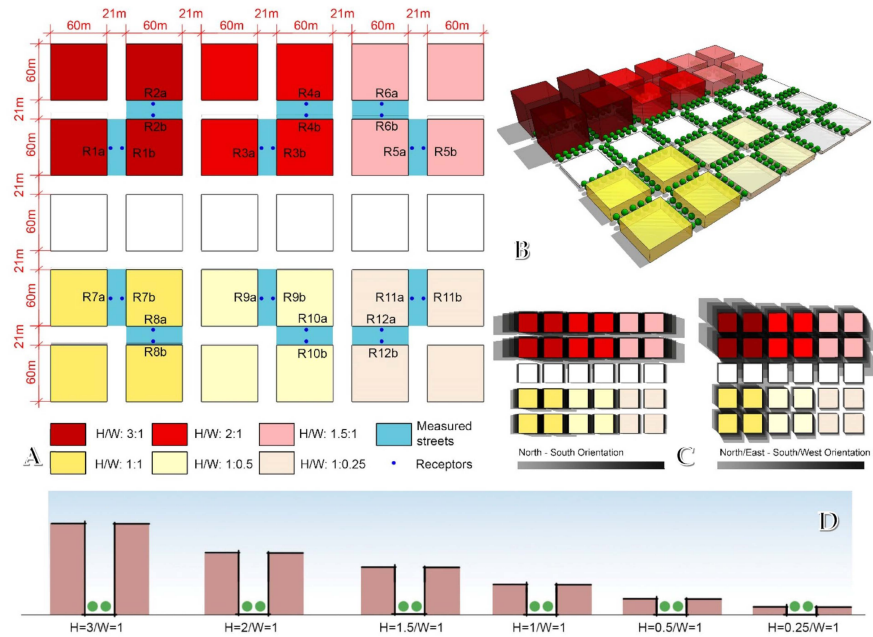 21m 21m 21m 21m 21m
60m 60m 60m 60m 60m 60m
60m
21m
60m
21m
60m
21m
60m
21m
60m
R2a R4a R6a
R2b R4b R6b
R1a R1b R3a R3b R5a R5b
R7a R7b R9a R9b R11a R11b
R8a R10a R12a
R8b R10b R12b
H/W: 3:1 H/W: 2:1 H/W: 1.5:1 Measured
streets
H/W: 1:1 H/W: 1:0.5 H/W: 1:0.25 Receptors
A
B
North - South Orientation
C
North/East - South/West Orientation
D
H=3/W=1 H=2/W=1 H=1.5/W=1 H=1/W=1 H=0.5/W=1 H=0.25/W=1